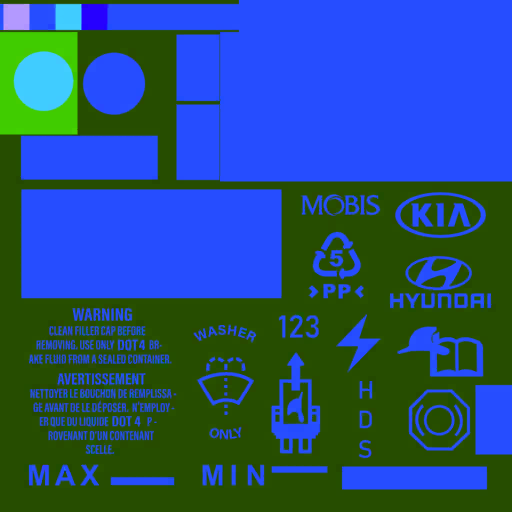 MOBIS
KIA
5
>PP<
HYUNDAI
WARNING
CLEAN FILLER CAP BEFORE
REMOVING. USE ONLY DOT 4 BR-
AKE FLUID FROM A SEALED CONTAINER.
AVERTISSEMENT
NETTOYER LE BOUCHON DE REMPLISSA -
GE AVANT DE LE DÉPOSER. N'EMPLOY -
ER QUE DU LIQUIDE DOT 4 P -
ROVENANT D'UN CONTENANT
SCELLE.
WASHER
ONLY
123
H
D
S
MAX
MIN